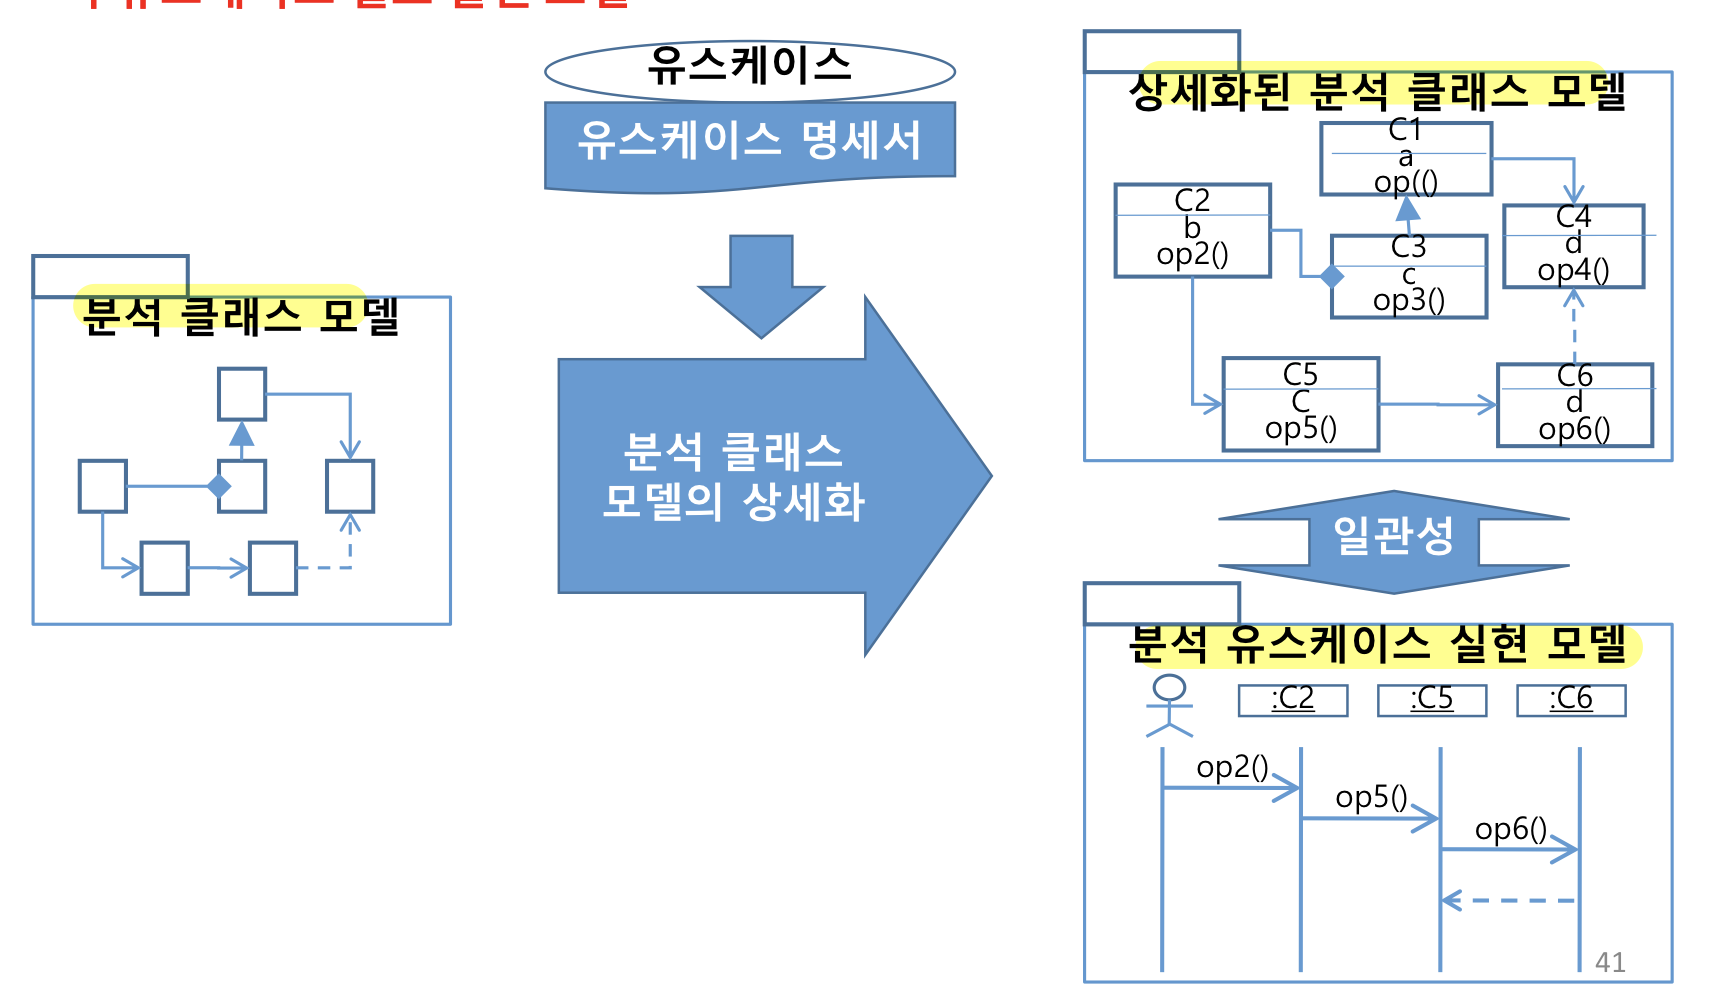 유스케이스
유스케이스 명세서
분석 클래스 모델
분석 클래스
모델의 상세화
상세화된 분석 클래스 모델
C1
a
op(()
C2
b
op2()
C3
c
op3()
C4
d
op4()
C5
C
op5()
C6
d
op6()
일관성
분석 유스케이스 실현 모델
:C2
:C5
:C6
op2()
op5()
op6()
41